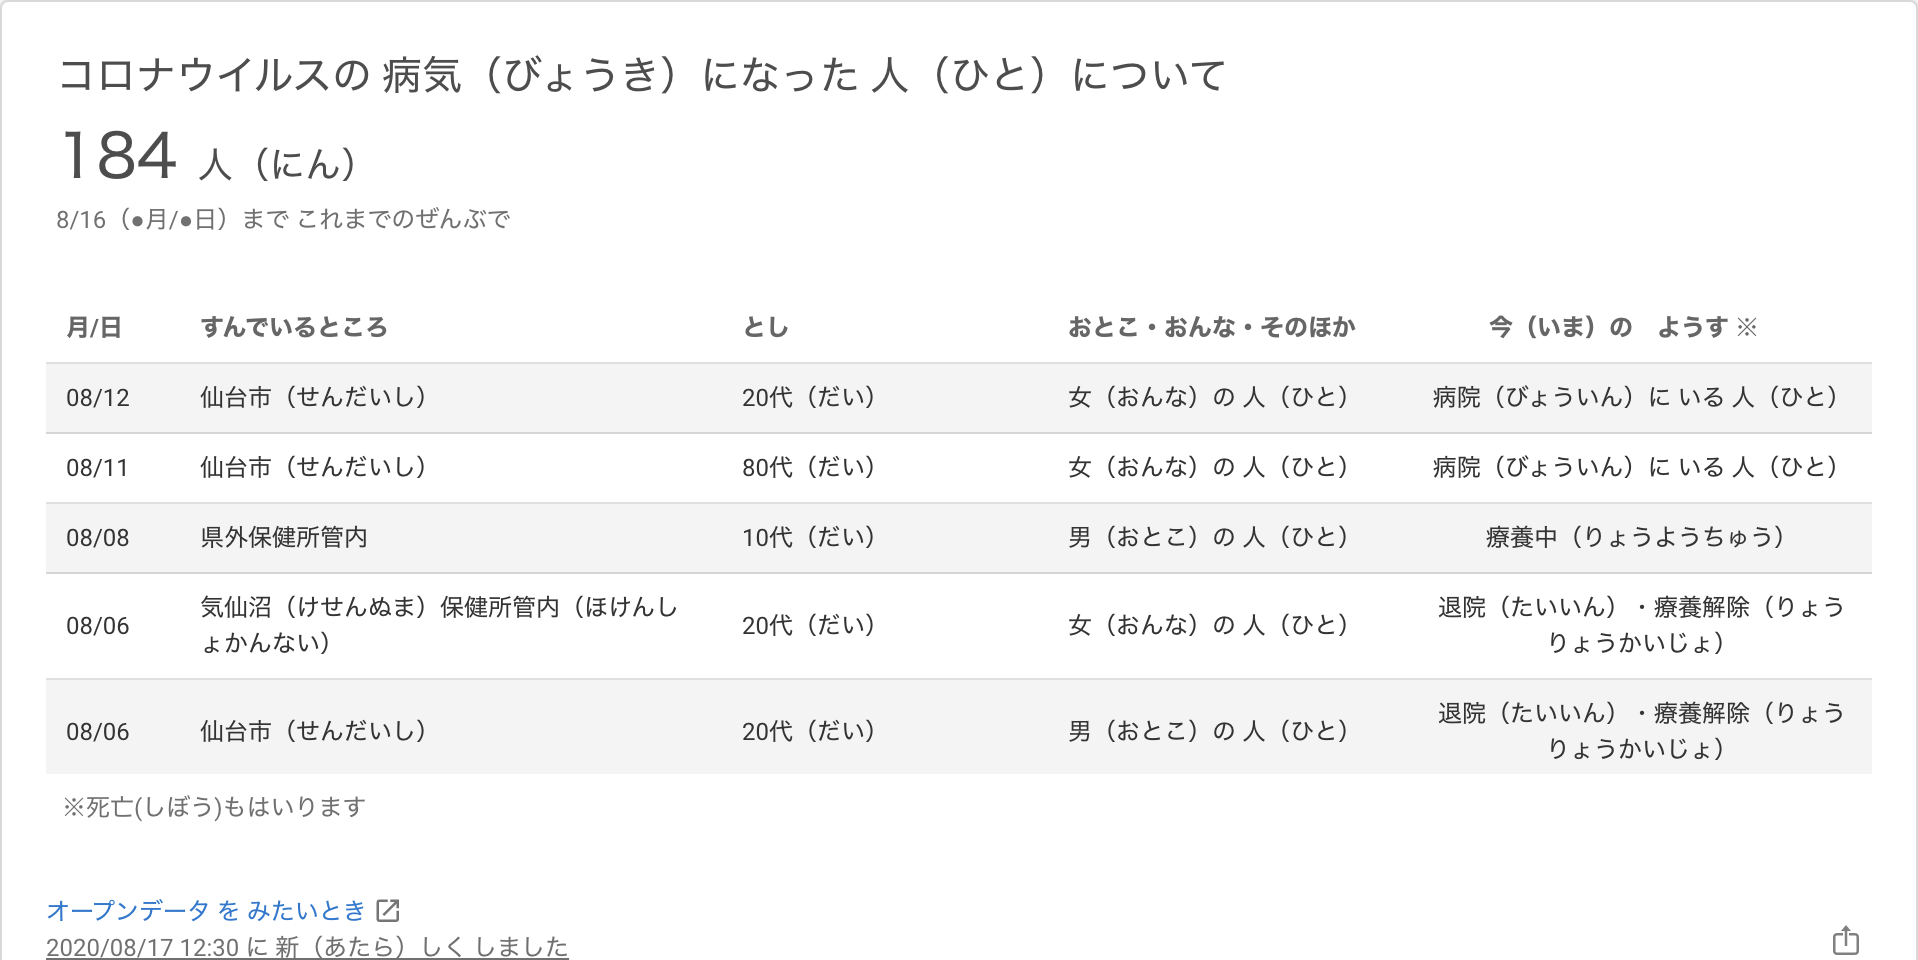 コロナウイルスの 病気（びょうき）になった 人（ひと）について
184 人（にん）
8/16（●月/●日）まで これまでのぜんぶで
月/日 すんでいるところ とし おとこ・おんな・そのほか 今（いま）の　ようす ※
08/12 仙台市（せんだいし） 20代（だい） 女（おんな）の 人（ひと） 病院（びょういん）に いる 人（ひと）
08/11 仙台市（せんだいし） 80代（だい） 女（おんな）の 人（ひと） 病院（びょういん）に いる 人（ひと）
08/08 県外保健所管内 10代（だい） 男（おとこ）の 人（ひと） 療養中（りょうようちゅう）
08/06 気仙沼（けせんぬま）保健所管内（ほけんし
ょかんない） 20代（だい） 女（おんな）の 人（ひと） 退院（たいいん）・療養解除（りょう
りょうかいじょ）
08/06 仙台市（せんだいし） 20代（だい） 男（おとこ）の 人（ひと） 退院（たいいん）・療養解除（りょう
りょうかいじょ）
※死亡(しぼう)もはいります
オープンデータ を みたいとき
2020/08/17 12:30 に 新（あたら）しく しました